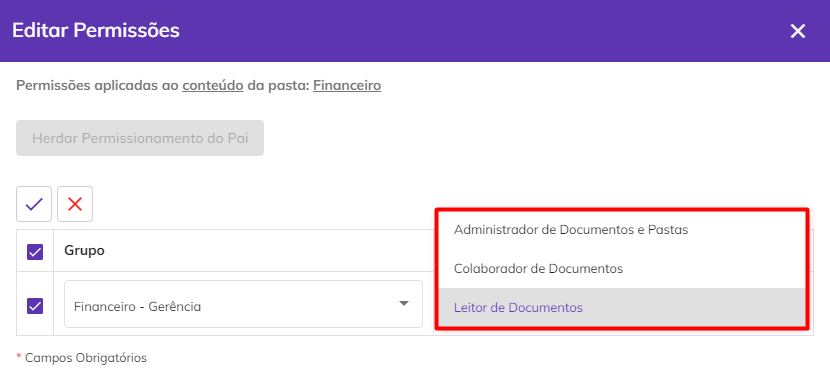 Editar Permissões
Permissões aplicadas ao conteúdo da pasta: Financeiro
Herdar Permissionamento do Pai
Grupo
Administrador de Documentos e Pastas
Colaborador de Documentos
Financeiro - Gerência
Leitor de Documentos
* Campos Obrigatórios